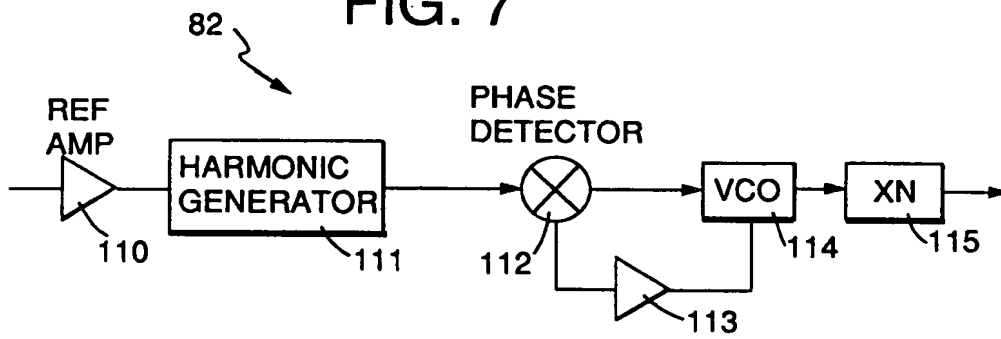 FIG. 7
82
REF
AMP
PHASE
DETECTOR
HARMONIC
GENERATOR
VCO
XN
110
111
112
114
115
113